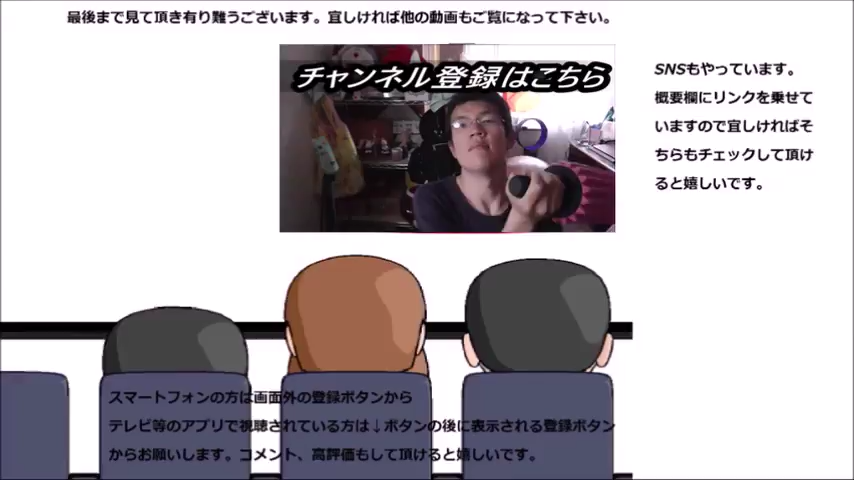 最後まで見て頂き有り難うございます。宜しければ他の動画もご覧になって下さい。
チャンネル登録はこちら
SNSもやっています。
概要欄にリンクを乗せて
いますので宜しければそ
ちらもチェックして頂け
ると嬉しいです。
スマートフォンの方は画面外の登録ボタンから
テレビ等のアプリで視聴されている方は↓ボタンの後に表示される登録ボタン
からお願いします。コメント、高評価もして頂けると嬉しいです。